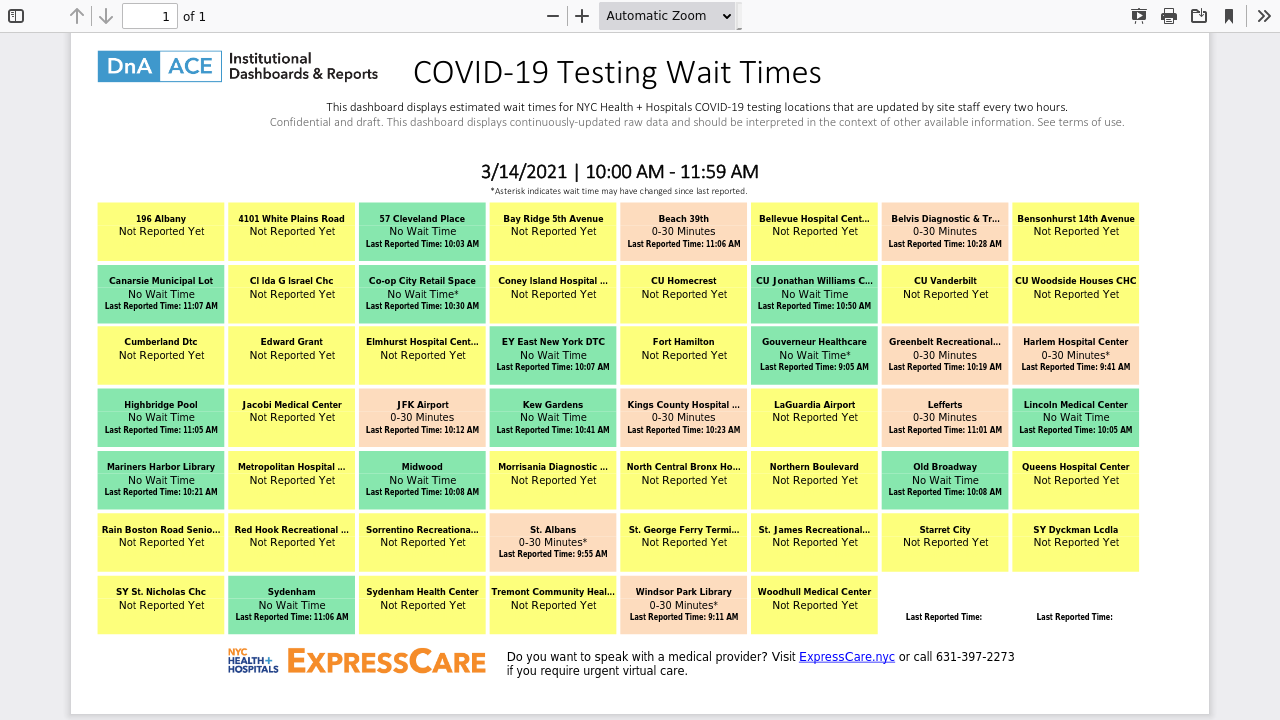 1 of 1 Automatic Zoom
DnA ACE Institutional
Dashboards & Reports
COVID-19 Testing Wait Times
This dashboard displays estimated wait times for NYC Health + Hospitals COVID-19 testing locations that are updated by site staff every two hours.
Confidential and draft. This dashboard displays continuously-updated raw data and should be interpreted in the context of other available information. See terms of use.
3/14/2021 | 10:00 AM - 11:59 AM
*Asterisk indicates wait time may have changed since last reported.
196 Albany
Not Reported Yet
4101 White Plains Road
Not Reported Yet
57 Cleveland Place
No Wait Time
Last Reported Time: 10:03 AM
Bay Ridge 5th Avenue
Not Reported Yet
Beach 39th
0-30 Minutes
Last Reported Time: 11:06 AM
Bellevue Hospital Cent...
Not Reported Yet
Belvis Diagnostic & Tr...
0-30 Minutes
Last Reported Time: 10:28 AM
Bensonhurst 14th Avenue
Not Reported Yet
Canarsie Municipal Lot
No Wait Time
Last Reported Time: 11:07 AM
CI Ida G Israel Chc
Not Reported Yet
Co-op City Retail Space
No Wait Time*
Last Reported Time: 10:30 AM
Coney Island Hospital ...
Not Reported Yet
CU Homecrest
Not Reported Yet
CU Jonathan Williams C...
No Wait Time
Last Reported Time: 10:50 AM
CU Vanderbilt
Not Reported Yet
CU Woodside Houses CHC
Not Reported Yet
Cumberland Dtc
Not Reported Yet
Edward Grant
Not Reported Yet
Elmhurst Hospital Cent...
Not Reported Yet
EY East New York DTC
No Wait Time
Last Reported Time: 10:07 AM
Fort Hamilton
Not Reported Yet
Gouverneur Healthcare
No Wait Time*
Last Reported Time: 9:05 AM
Greenbelt Recreational...
0-30 Minutes
Last Reported Time: 10:19 AM
Harlem Hospital Center
0-30 Minutes*
Last Reported Time: 9:41 AM
Highbridge Pool
No Wait Time
Last Reported Time: 11:05 AM
Jacobi Medical Center
Not Reported Yet
JFK Airport
0-30 Minutes
Last Reported Time: 10:12 AM
Kew Gardens
No Wait Time
Last Reported Time: 10:41 AM
Kings County Hospital ...
0-30 Minutes
Last Reported Time: 10:23 AM
LaGuardia Airport
Not Reported Yet
Lefferts
0-30 Minutes
Last Reported Time: 11:01 AM
Lincoln Medical Center
No Wait Time
Last Reported Time: 10:05 AM
Mariners Harbor Library
No Wait Time
Last Reported Time: 10:21 AM
Metropolitan Hospital ...
Not Reported Yet
Midwood
No Wait Time
Last Reported Time: 10:08 AM
Morrisania Diagnostic ...
Not Reported Yet
North Central Bronx Ho...
Not Reported Yet
Northern Boulevard
Not Reported Yet
Old Broadway
No Wait Time
Last Reported Time: 10:08 AM
Queens Hospital Center
Not Reported Yet
Rain Boston Road Senio...
Not Reported Yet
Red Hook Recreational ...
Not Reported Yet
Sorrentino Recreationa...
Not Reported Yet
St. Albans
0-30 Minutes*
Last Reported Time: 9:55 AM
St. George Ferry Termi...
Not Reported Yet
St. James Recreational...
Not Reported Yet
Starret City
Not Reported Yet
SY Dyckman Lcdla
Not Reported Yet
SY St. Nicholas Chc
Not Reported Yet
Sydenham
No Wait Time
Last Reported Time: 11:06 AM
Sydenham Health Center
Not Reported Yet
Tremont Community Heal...
Not Reported Yet
Windsor Park Library
0-30 Minutes*
Last Reported Time: 9:11 AM
Woodhull Medical Center
Not Reported Yet
Last Reported Time:
Last Reported Time:
NYC
HEALTH+
HOSPITALS
EXPRESSCARE
Do you want to speak with a medical provider? Visit ExpressCare.nyc or call 631-397-2273
if you require urgent virtual care.